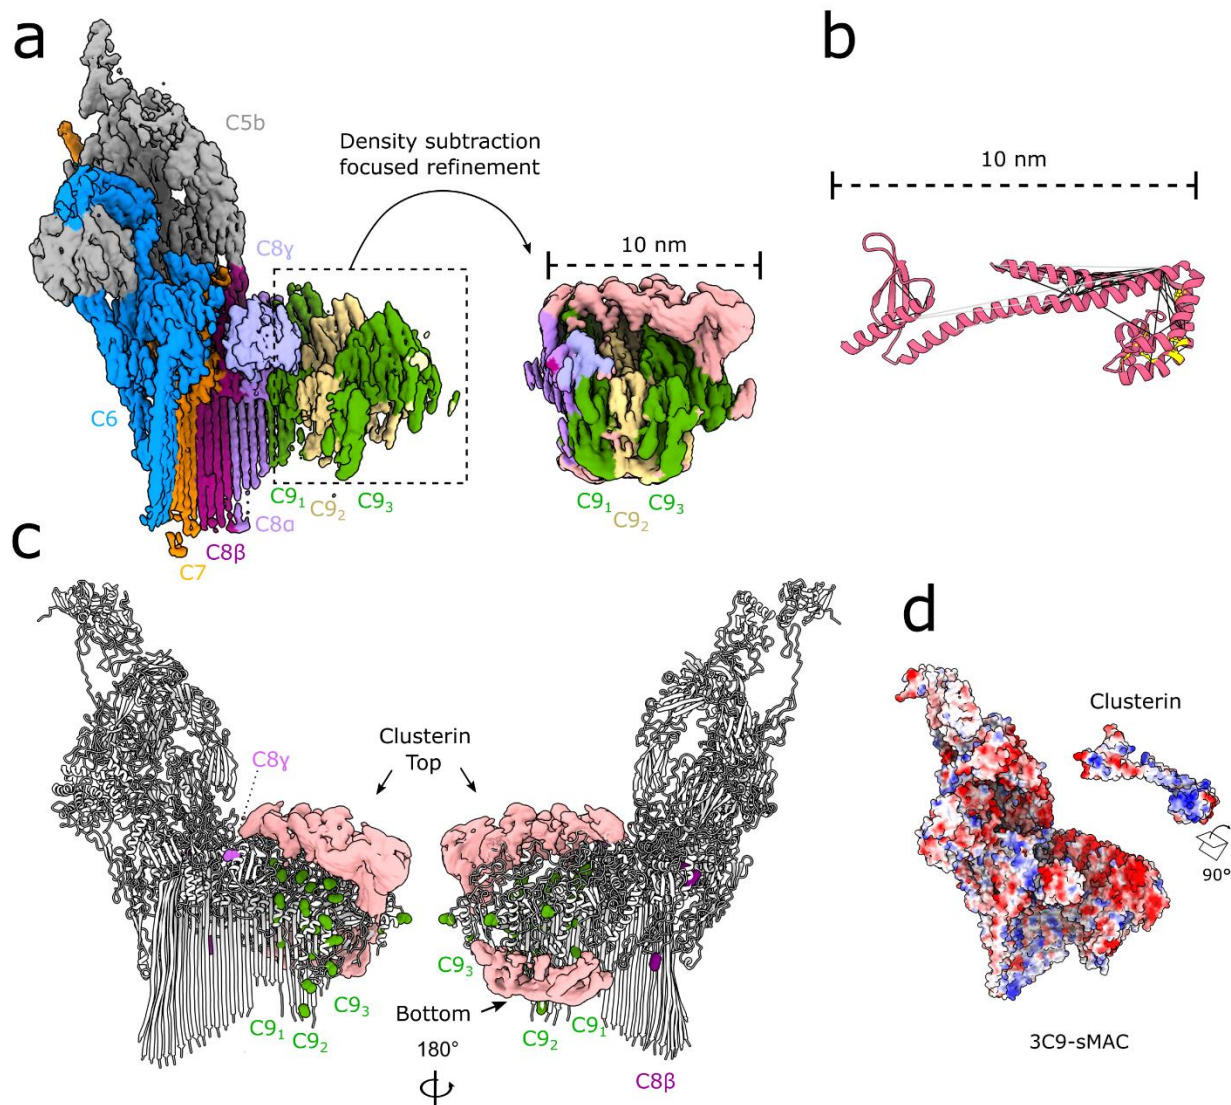 a
C5b
Density subtraction
focused refinement
C8γ
10 nm
C6
C9₁
C9₂
C9₃
C8α
C8β
C7
C9₁
C9₂
C9₃
b
10 nm
c
C8γ
Clusterin
Top
C9₃
C9₁
C9₂
C9₃
Bottom
C9₂
C9₁
180°
C8β
d
Clusterin
90°
3C9-sMAC